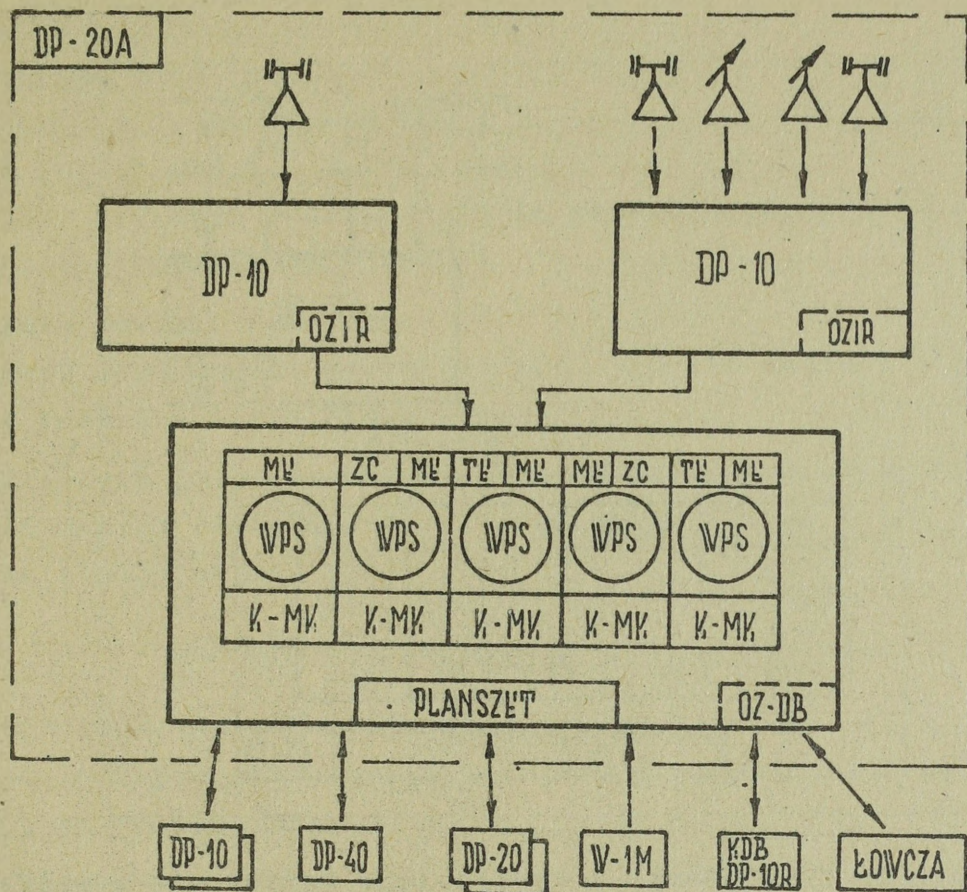 DP-20A
DP-10
OZIR
DP-10
OZIR
MŁ ZC MŁ TŁ MŁ MŁ ZC TŁ MŁ
WPS WPS WPS WPS WPS
K-MK K-MK K-MK K-MK K-MK
PLANSZET
OZ-DB
DP-10 DP-40 DP-20 W-1M KDB DP-10R ŁOWCZA